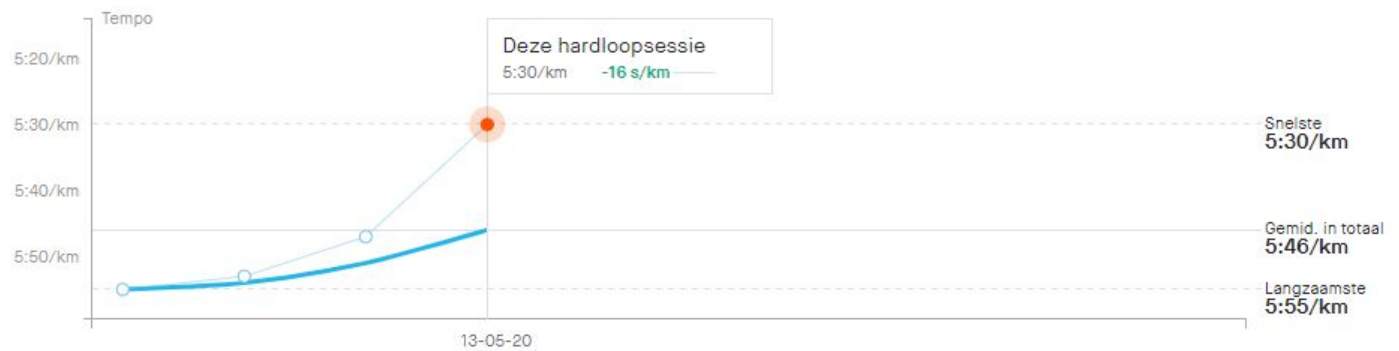 Tempo
5:20/km
5:30/km
5:40/km
5:50/km
Deze hardloopsessie
5:30/km -16 s/km
Snelste
5:30/km
Gemid. in totaal
5:46/km
Langzaamste
5:55/km
13-05-20